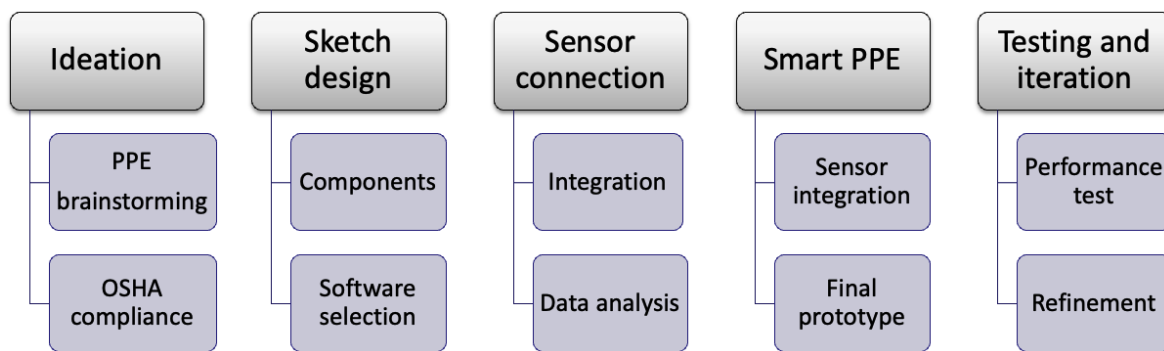 Ideation
PPE
brainstorming
OSHA
compliance
Sketch
design
Components
Software
selection
Sensor
connection
Integration
Data analysis
Smart PPE
Sensor
integration
Final
prototype
Testing and
iteration
Performance
test
Refinement